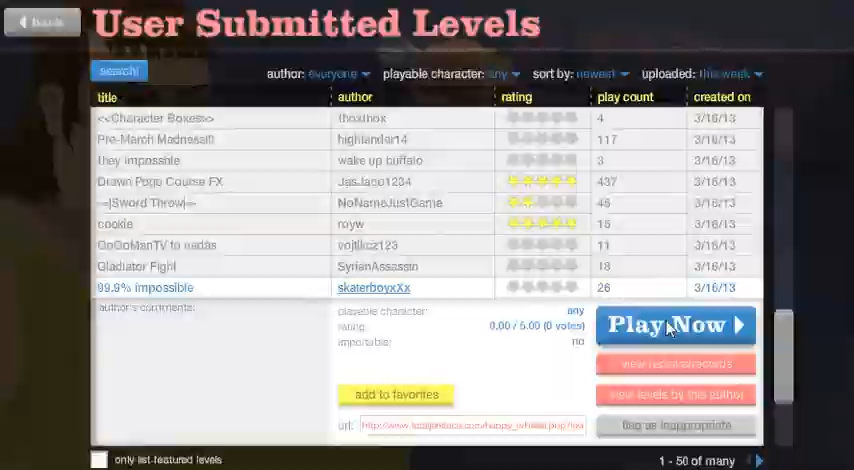 back
User Submitted Levels
search!
author: everyone playable character: any sort by: newest uploaded: this week
title author rating play count created on
<<Character Boxes>> thoxthox 4 3/16/13
Pre-March Madness!!! highlander14 117 3/16/13
they impossible wake up buffalo 3 3/16/13
Drawn Pogo Course FX JasJaso1234 437 3/16/13
NoNameJustGame 3/16/13
cookie royw 15 3/16/13
GoGoManTV to nadas 11 3/16/13
Gladiator Fight SyrianAssassin 18 3/16/13
99.9% impossible skaterboyxXx 26 3/16/13
author's comments:
playable character: any
rating: 0.00 / 5.00 (0 votes)
importable: no
Play Now
view replays/records
add to favorites
view levels by this author
url:
flag as inappropriate
only list featured levels
1 - 50 of many